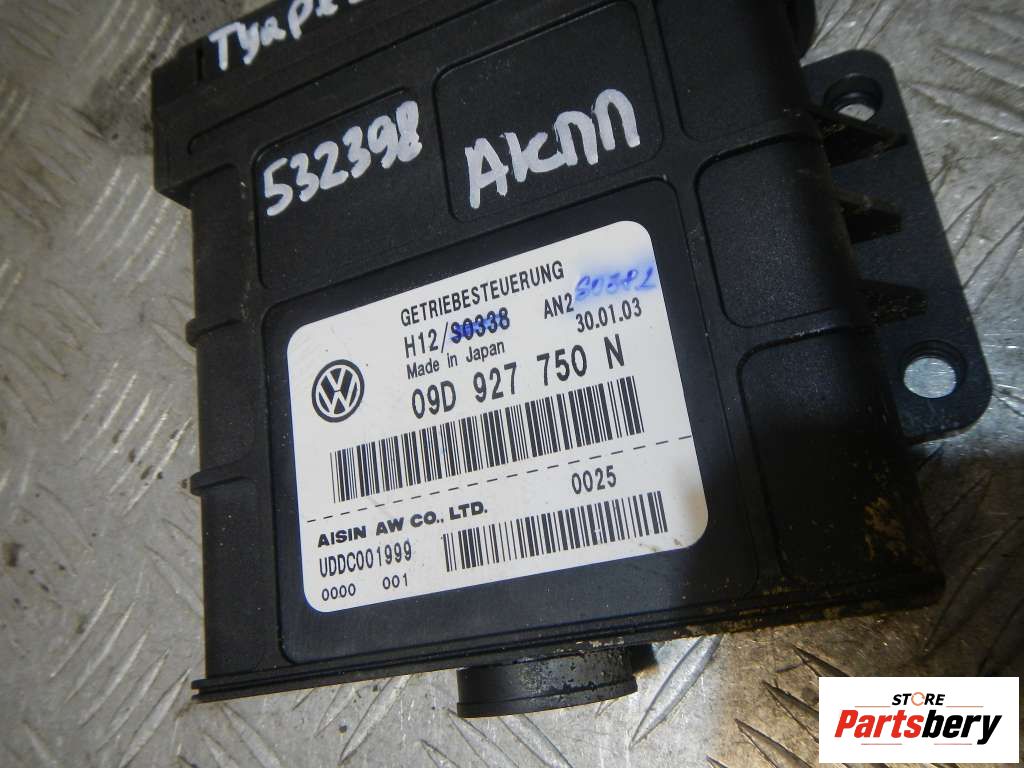 Туаре
532398
АКПП
GETRIEBESTEUERUNG
H12/S0338 AN2
30.01.03
Made in Japan
09D 927 750 N
0025
AISIN AW CO., LTD.
UDDC001999
0000 001
STORE
Partsbery